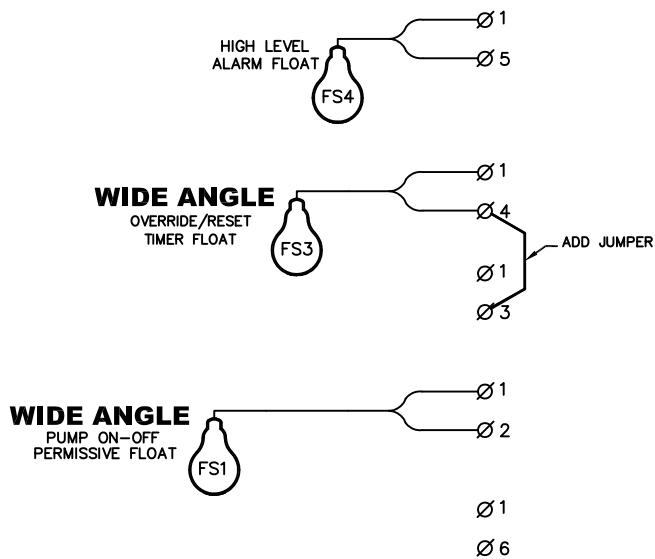 1
HIGH LEVEL
ALARM FLOAT
5
FS4
1
WIDE ANGLE
4
OVERRIDE/RESET
TIMER FLOAT
FS3
ADD JUMPER
1
3
1
WIDE ANGLE
2
PUMP ON-OFF
PERMISSIVE FLOAT
FS1
1
6